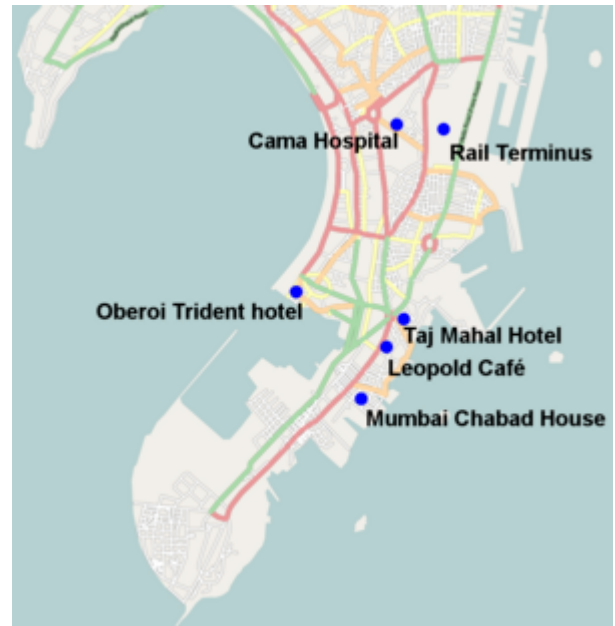 Cama Hospital
Rail Terminus
Oberoi Trident hotel
Taj Mahal Hotel
Leopold Café
Mumbai Chabad House